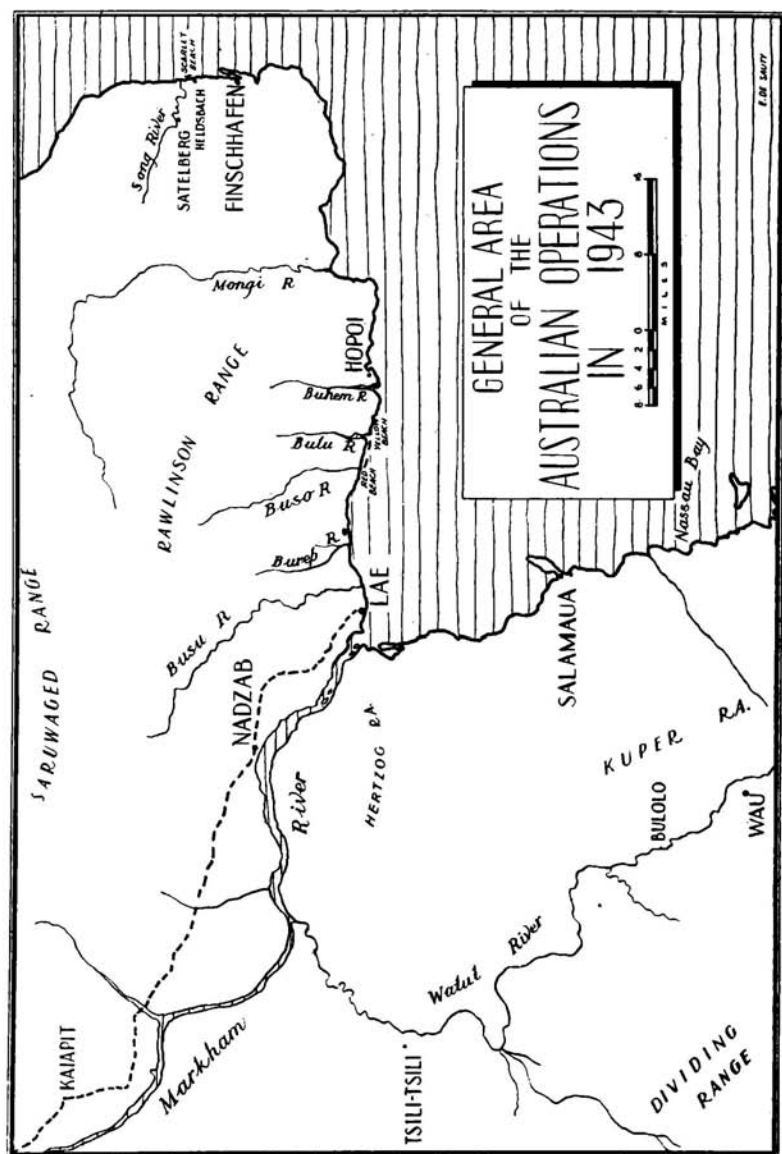 GENERAL AREA
OF THE
AUSTRALIAN OPERATIONS
IN 1943
8 6 4 2 0 8 16
MILES
SARUWAGED RANGE
RAWLINSON RANGE
Song River
SCARLET
BEACH
SATELBERG
HELDSBACH
FINSCHHAFEN
Mongi R
HOPOI
Buhem R
Bulu R
YELLOW
BEACH
RED
BEACH
Buso R
Burep R
Busu R
LAE
NADZAB
KAIAPIT
Markham River
HERTZOG RA.
SALAMAUA
Nassau Bay
KUPER RA.
BULOLO
WAU
Watut River
TSILI-TSILI
DIVIDING
RANGE
E. DE SAUTY